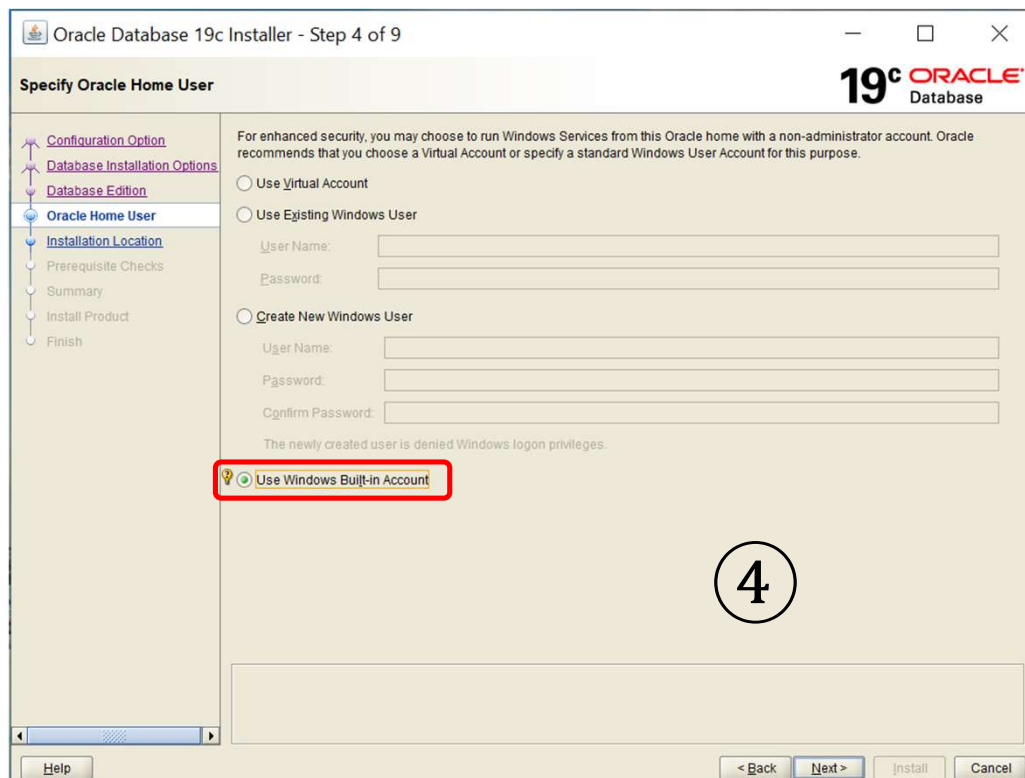 Oracle Database 19c Installer - Step 4 of 9
Specify Oracle Home User
19c ORACLE
Database
Configuration Option
Database Installation Options
Database Edition
Oracle Home User
Installation Location
Prerequisite Checks
Summary
Install Product
Finish
For enhanced security, you may choose to run Windows Services from this Oracle home with a non-administrator account. Oracle
recommends that you choose a Virtual Account or specify a standard Windows User Account for this purpose.
Use Virtual Account
Use Existing Windows User
User Name:
Password:
Create New Windows User
User Name:
Password:
Confirm Password:
The newly created user is denied Windows logon privileges.
Use Windows Built-in Account
④
Help
< Back
Next >
Install
Cancel